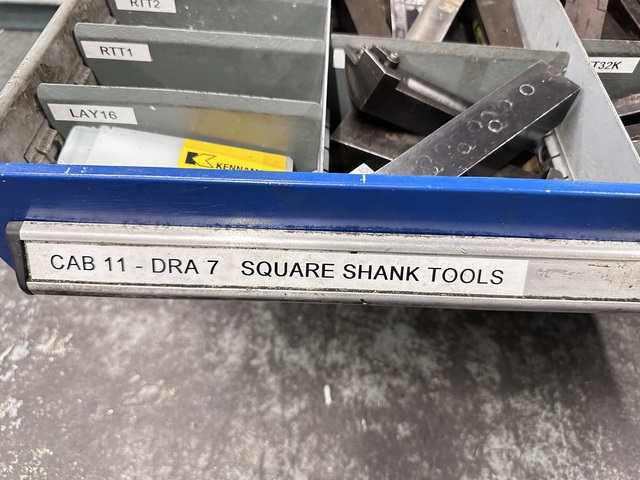 RTT2
RTT1
LAY16
KENNAM
T32K
CAB 11 - DRA 7 SQUARE SHANK TOOLS